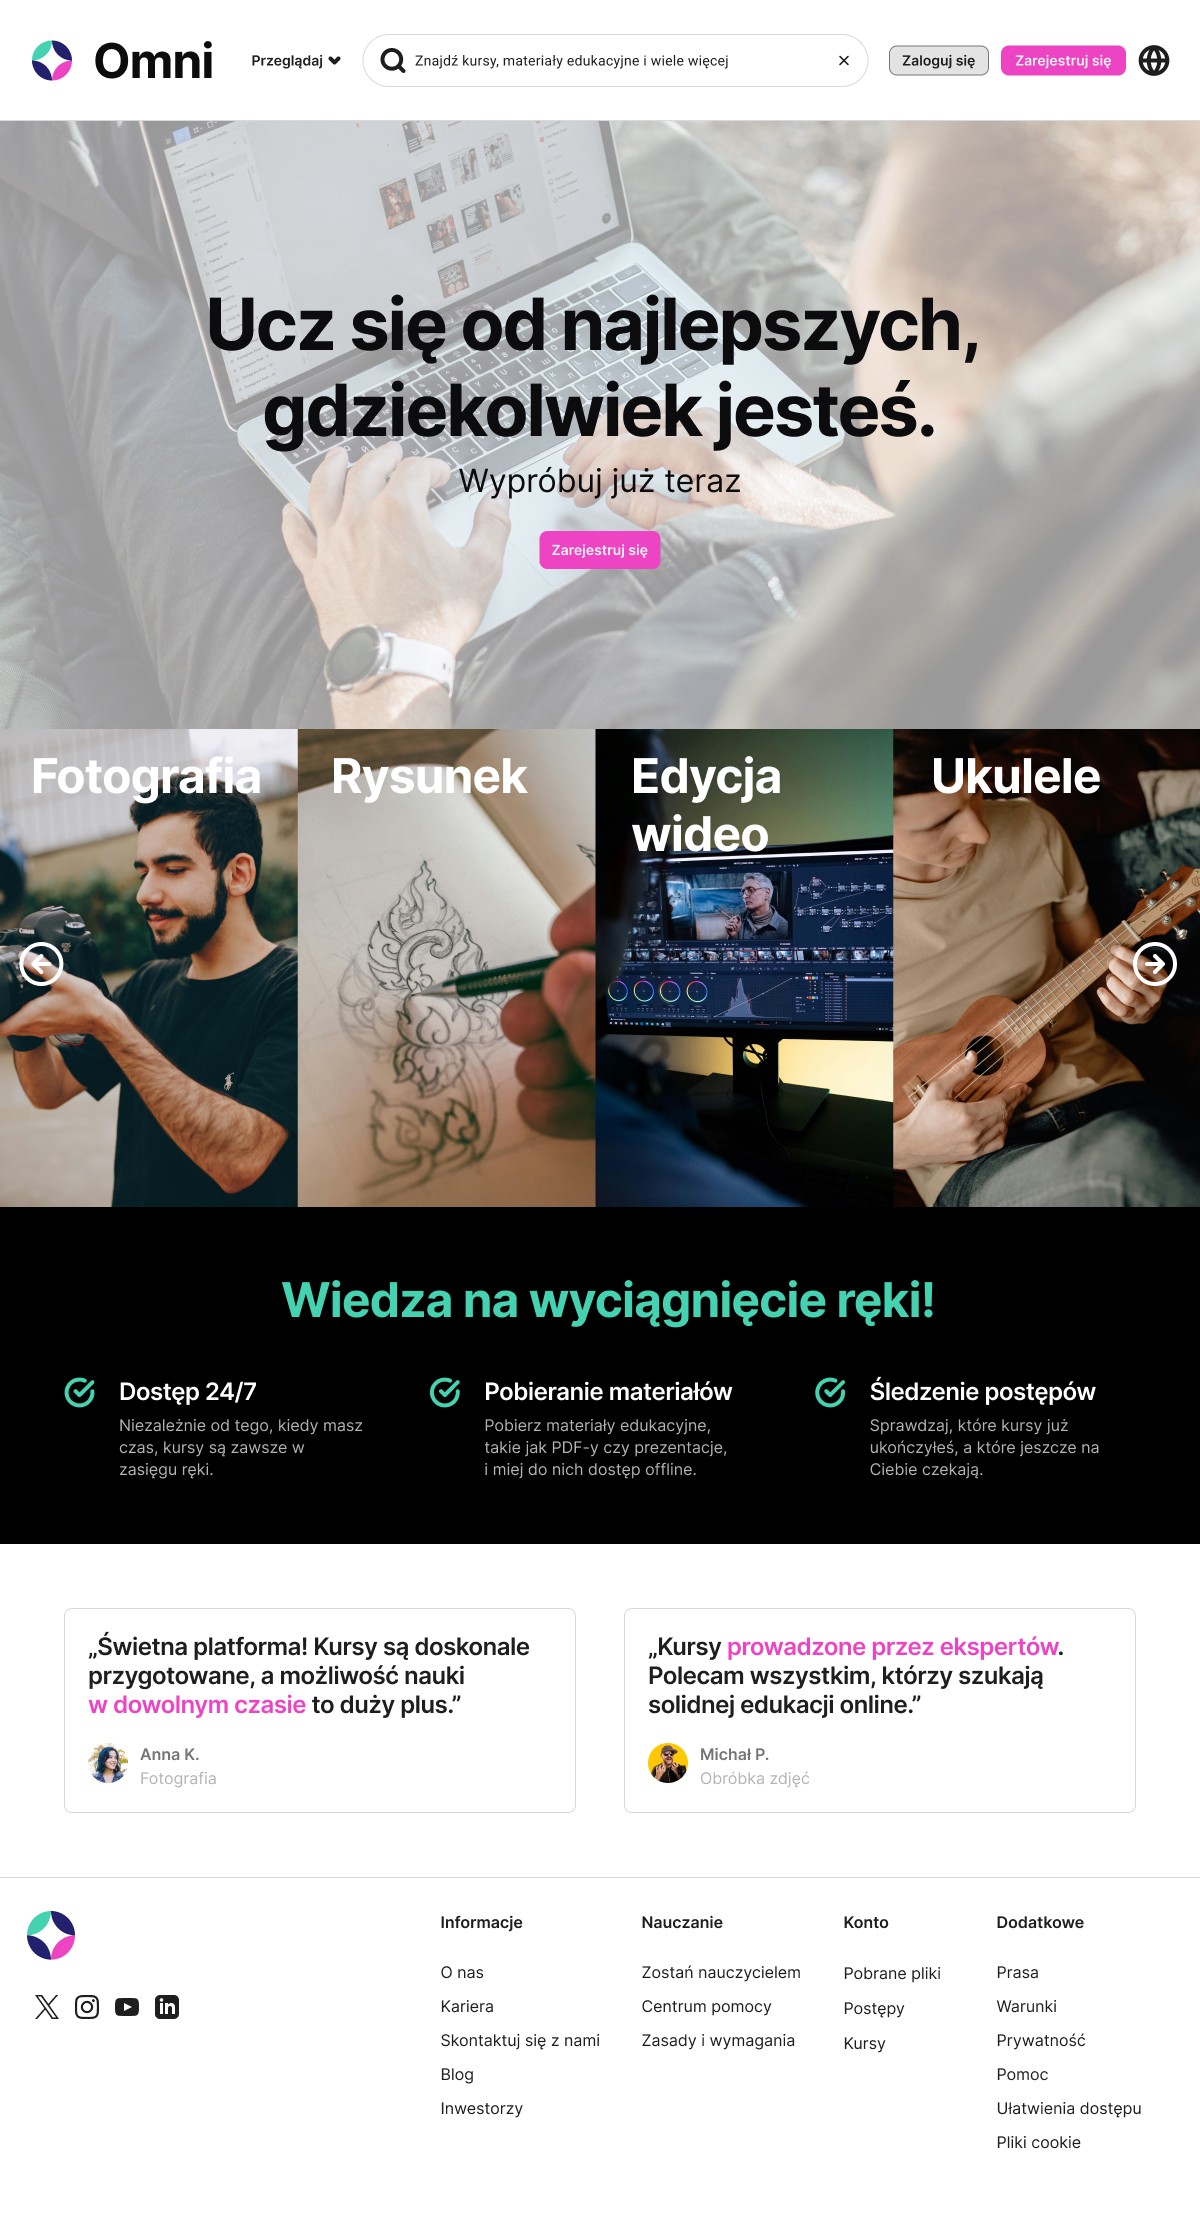 Omni
Przeglądaj
Znajdź kursy, materiały edukacyjne i wiele więcej
Zaloguj się
Zarejestruj się
Ucz się od najlepszych,
gdziekolwiek jesteś.
Wypróbuj już teraz
Zarejestruj się
Fotografia
Rysunek
Edycja
wideo
Ukulele
Wiedza na wyciągnięcie ręki!
Dostęp 24/7
Niezależnie od tego, kiedy masz
czas, kursy są zawsze w
zasięgu ręki.
Pobieranie materiałów
Pobierz materiały edukacyjne,
takie jak PDF-y czy prezentacje,
i miej do nich dostęp offline.
Śledzenie postępów
Sprawdzaj, które kursy już
ukończyłeś, a które jeszcze na
Ciebie czekają.
„Świetna platforma! Kursy są doskonale
przygotowane, a możliwość nauki
w dowolnym czasie to duży plus.”
Anna K.
Fotografia
„Kursy prowadzone przez ekspertów.
Polecam wszystkim, którzy szukają
solidnej edukacji online.”
Michał P.
Obróbka zdjęć
Informacje
O nas
Kariera
Skontaktuj się z nami
Blog
Inwestorzy
Nauczanie
Zostań nauczycielem
Centrum pomocy
Zasady i wymagania
Konto
Pobrane pliki
Postępy
Kursy
Dodatkowe
Prasa
Warunki
Prywatność
Pomoc
Ułatwienia dostępu
Pliki cookie